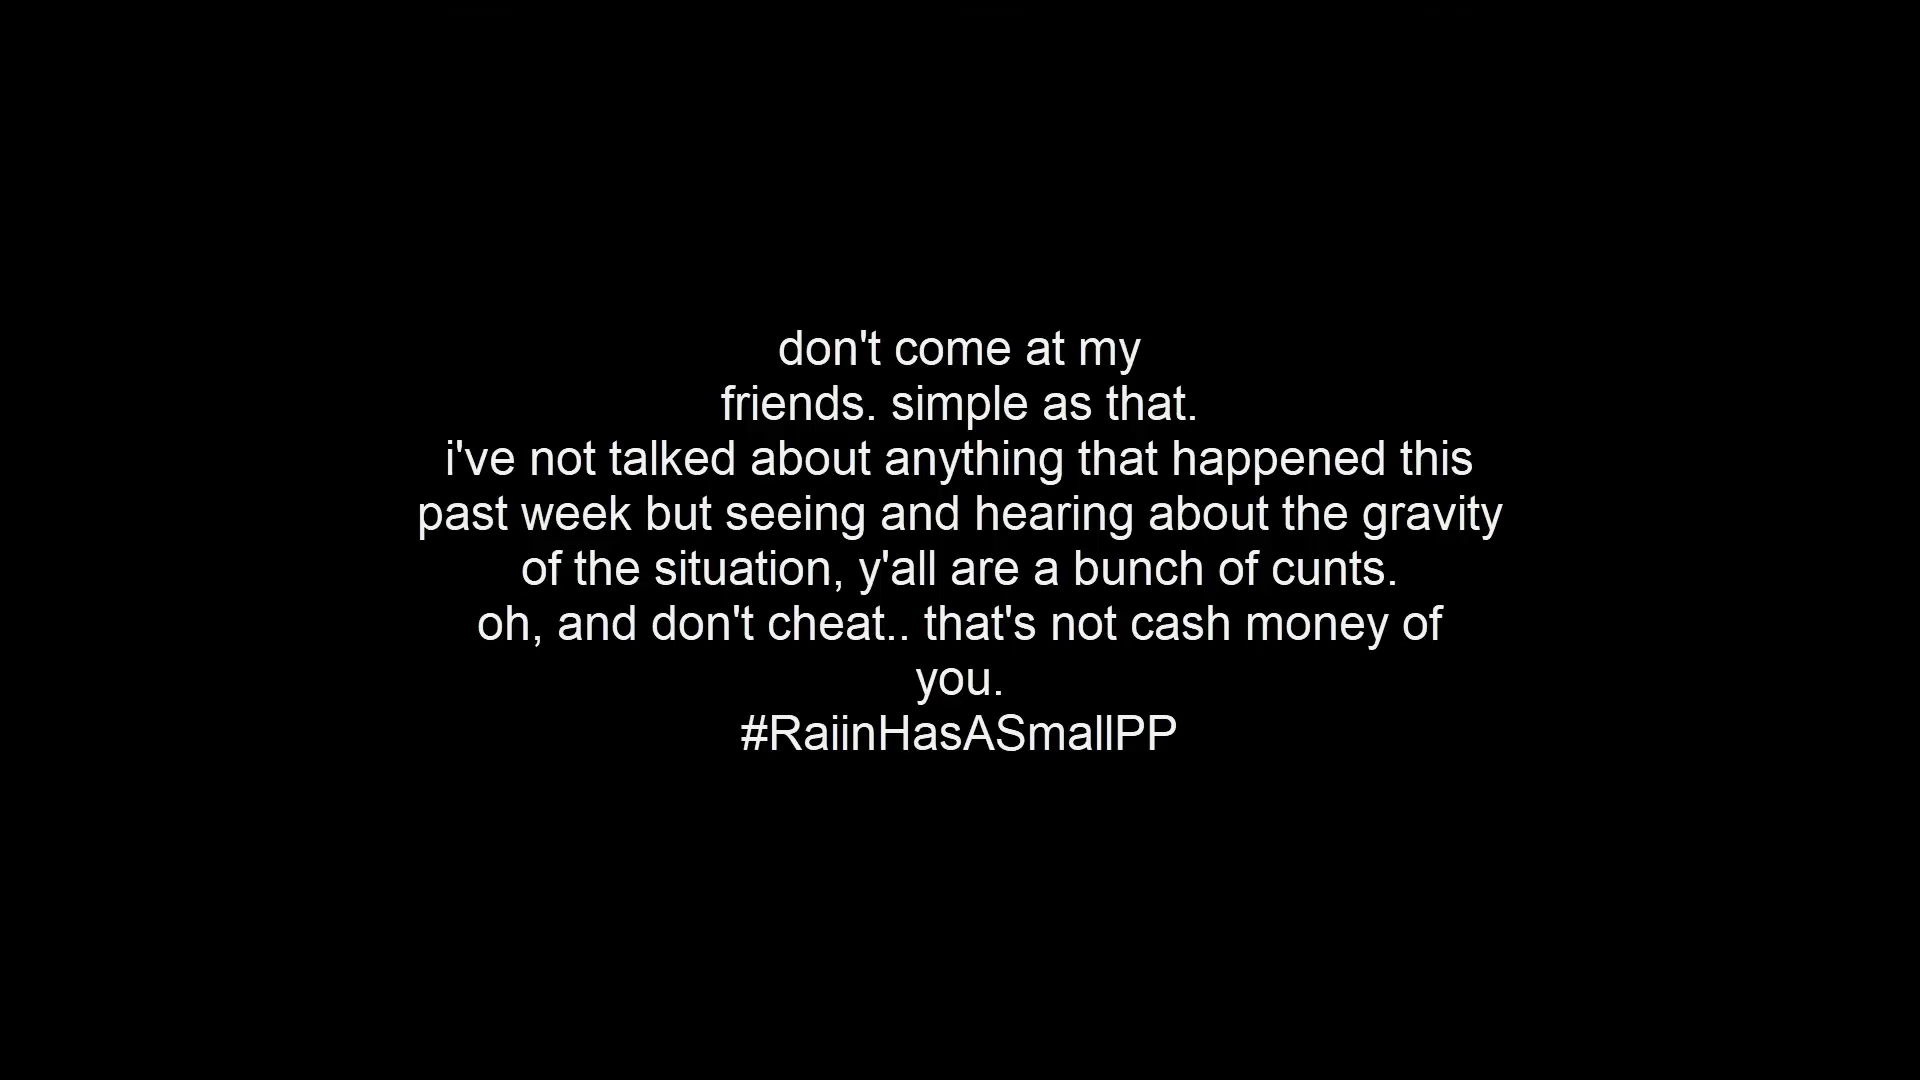 don't come at my
friends. simple as that.
i've not talked about anything that happened this
past week but seeing and hearing about the gravity
of the situation, y'all are a bunch of cunts.
oh, and don't cheat.. that's not cash money of
you.
#RaiinHasASmallPP